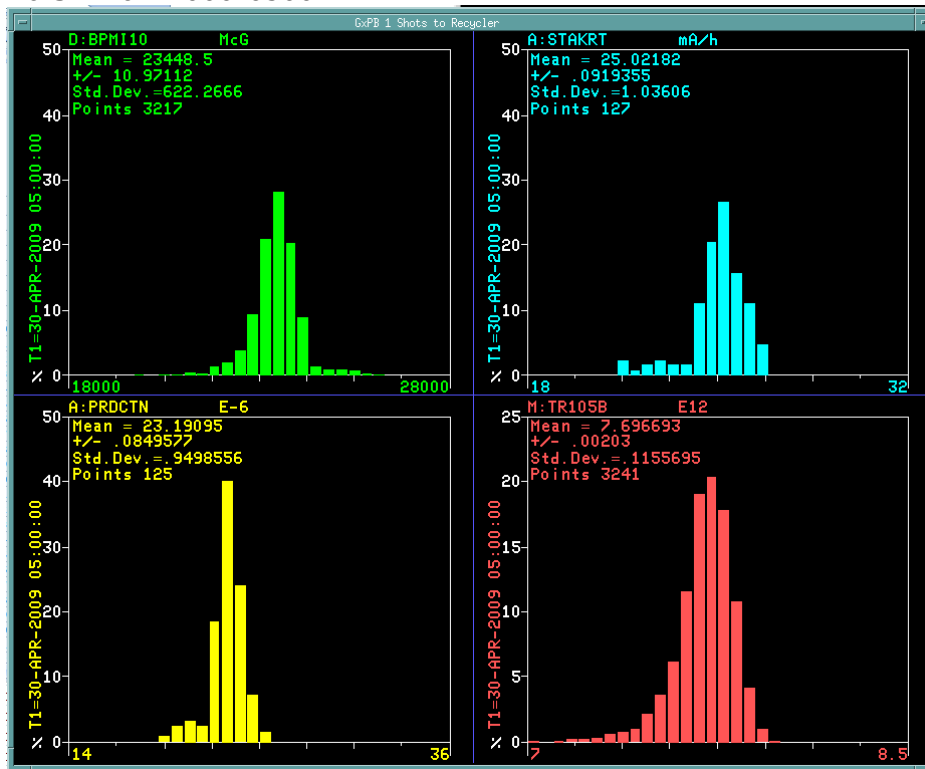 GxPB 1 Shots to Recycler
D:BPMI10 McG
50
Mean = 23448.5
+/- 10.97112
Std.Dev.=622.2666
Points 3217
40
30
20
10
% 0
T1=30-APR-2009 05:00:00
18000 28000
A:STAKRT mA/h
50
Mean = 25.02182
+/- .0919355
Std.Dev.=1.03606
Points 127
40
30
20
10
% 0
T1=30-APR-2009 05:00:00
18 32
A:PRDCTN E-6
50
Mean = 23.19095
+/- .0849577
Std.Dev.=.9498556
Points 125
40
30
20
10
% 0
T1=30-APR-2009 05:00:00
14 36
M:TR105B E12
25
Mean = 7.696693
+/- .00203
Std.Dev.=.1155695
Points 3241
20
15
10
5
% 0
T1=30-APR-2009 05:00:00
7 8.5